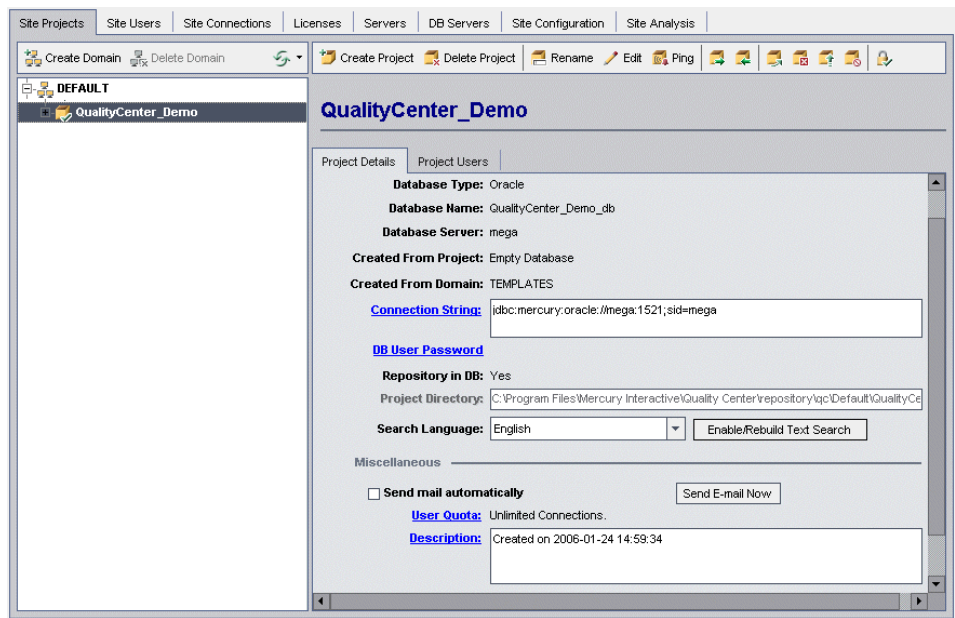 Site Projects Site Users Site Connections Licenses Servers DB Servers Site Configuration Site Analysis
Create Domain Delete Domain Create Project Delete Project Rename Edit Ping
DEFAULT
QualityCenter_Demo
QualityCenter_Demo
Project Details Project Users
Database Type: Oracle
Database Name: QualityCenter_Demo_db
Database Server: mega
Created From Project: Empty Database
Created From Domain: TEMPLATES
Connection String: jdbc:mercury:oracle://mega:1521;sid=mega
DB User Password
Repository in DB: Yes
Project Directory: C:\Program Files\Mercury Interactive\Quality Center\repository\qc\Default\QualityCe
Search Language: English Enable/Rebuild Text Search
Miscellaneous
Send mail automatically Send E-mail Now
User Quota: Unlimited Connections.
Description: Created on 2006-01-24 14:59:34